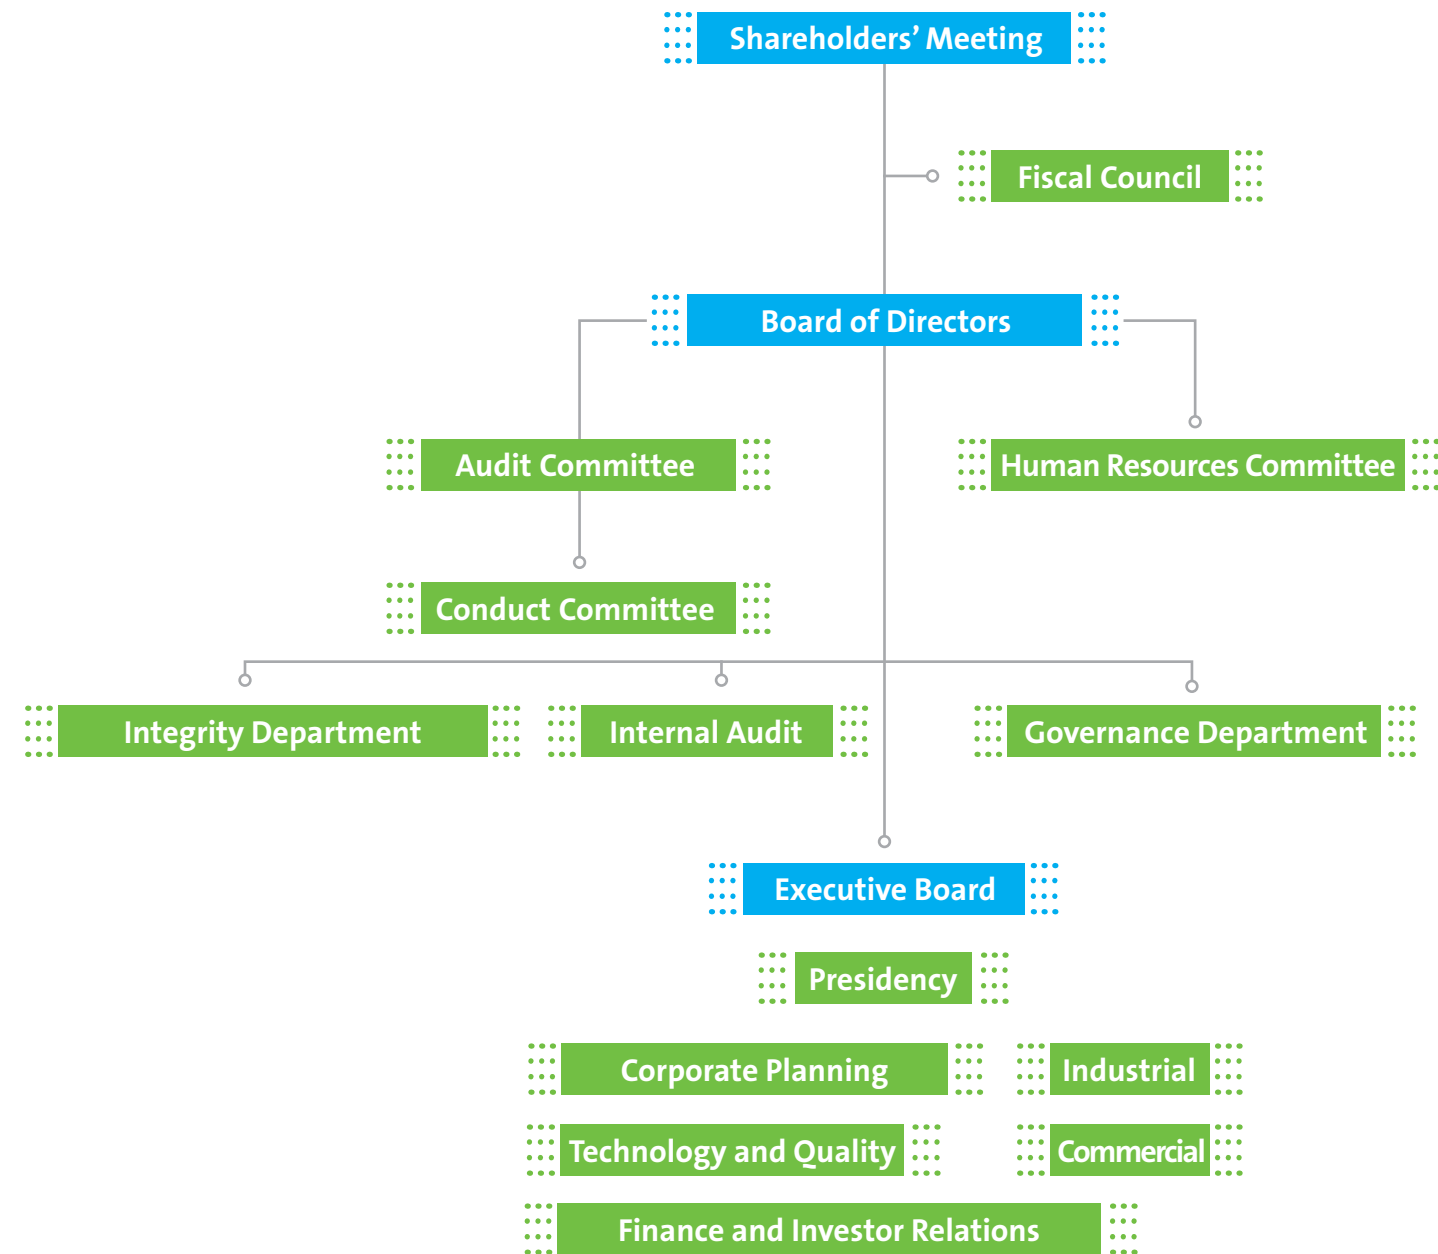 Shareholders’ Meeting
Fiscal Council
Board of Directors
Audit Committee
Human Resources Committee
Conduct Committee
Integrity Department
Internal Audit
Governance Department
Executive Board
Presidency
Corporate Planning
Industrial
Technology and Quality
Commercial
Finance and Investor Relations